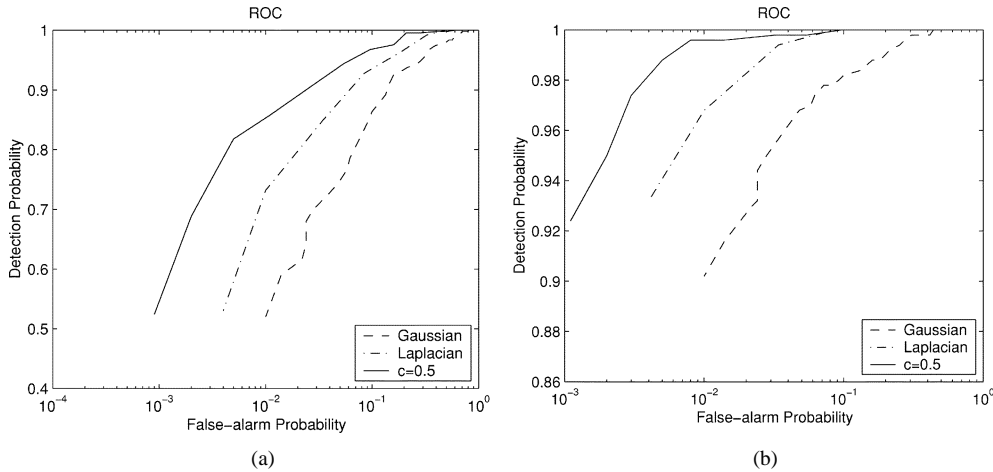 ROC
1
0.9
0.8
0.7
0.6
0.5
0.4
Detection Probability
10⁻⁴
10⁻³
10⁻²
10⁻¹
10⁰
False−alarm Probability
Gaussian
Laplacian
c=0.5
(a)
ROC
1
0.98
0.96
0.94
0.92
0.9
0.88
0.86
Detection Probability
10⁻³
10⁻²
10⁻¹
10⁰
False−alarm Probability
Gaussian
Laplacian
c=0.5
(b)